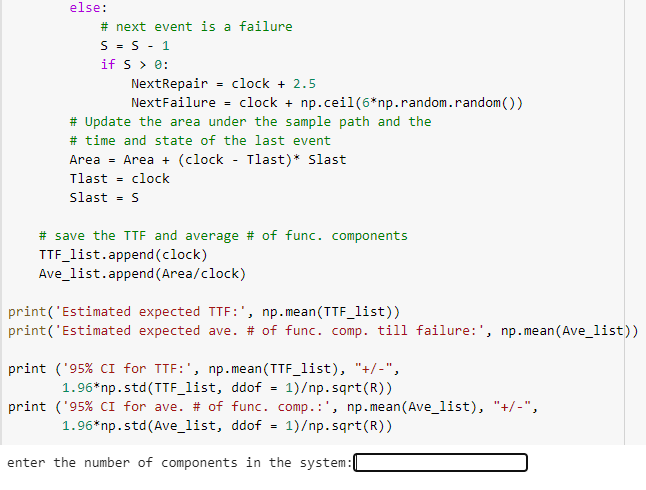 else:
# next event is a failure
S = S - 1
if S > 0:
NextRepair = clock + 2.5
NextFailure = clock + np.ceil(6*np.random.random())
# Update the area under the sample path and the
# time and state of the last event
Area = Area + (clock - Tlast)* Slast
Tlast = clock
Slast = S
# save the TTF and average # of func. components
TTF_list.append(clock)
Ave_list.append(Area/clock)
print('Estimated expected TTF:', np.mean(TTF_list))
print('Estimated expected ave. # of func. comp. till failure:', np.mean(Ave_list))
print ('95% CI for TTF:', np.mean(TTF_list), "+/-",
1.96*np.std(TTF_list, ddof = 1)/np.sqrt(R))
print ('95% CI for ave. # of func. comp.:', np.mean(Ave_list), "+/-",
1.96*np.std(Ave_list, ddof = 1)/np.sqrt(R))
enter the number of components in the system: